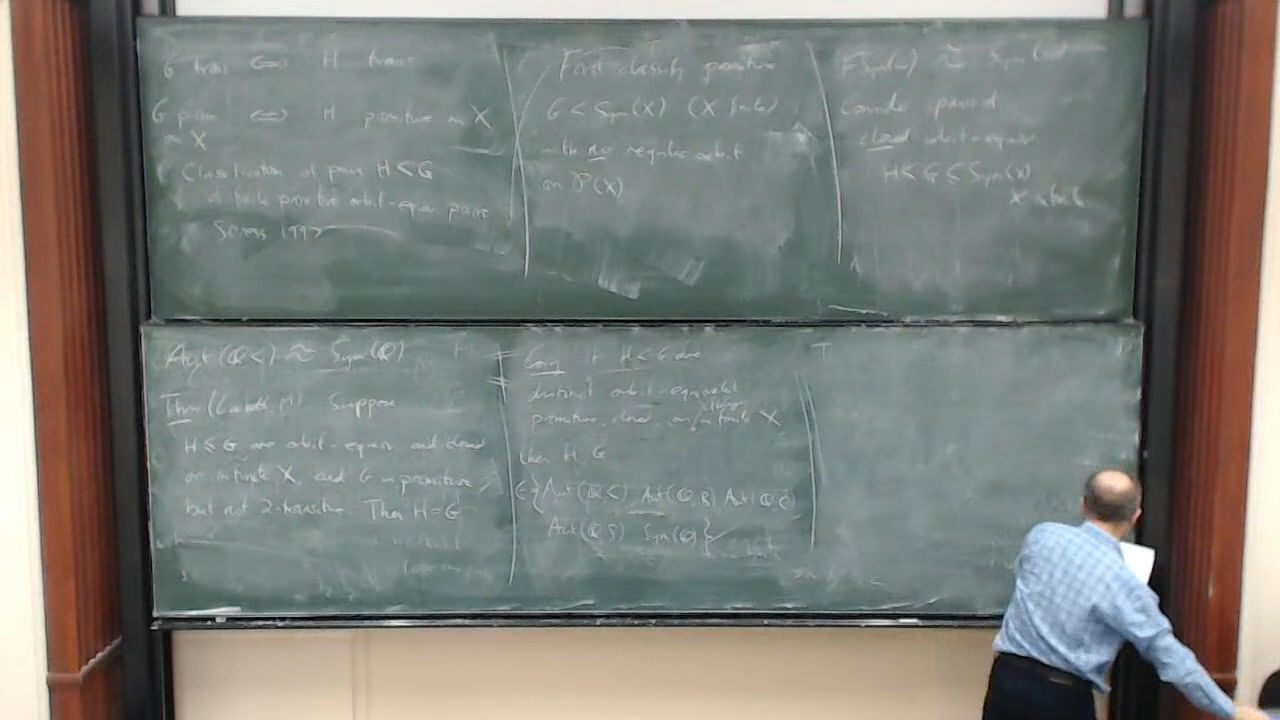 G trans ⟺ H trans
G prim ⟺ H primitive on X
on X
Classification of pairs H < G
of finite primitive orbit-equiv pairs
Seress 1997
First classify primitive
G < Sym(X) (X finite)
with no regular orbit
on P(X)
Consider pairs of
closed orbit-equiv
H < G ≤ Sym(X)
X infinite
Aut(Q,<) ≈ Sym(Q)
Thm ( M) Suppose
H ≤ G are orbit-equiv and closed
on infinite X, and G is primitive
but not 2-transitive. Then H = G
Cong if H < G are
distinct orbit-equivalent
primitive, closed, on infinite X
then H, G
∈ {Aut(Q,<), Aut(Q,B), Aut(Q,C)
Aut(Q,S) Sym(Q)}